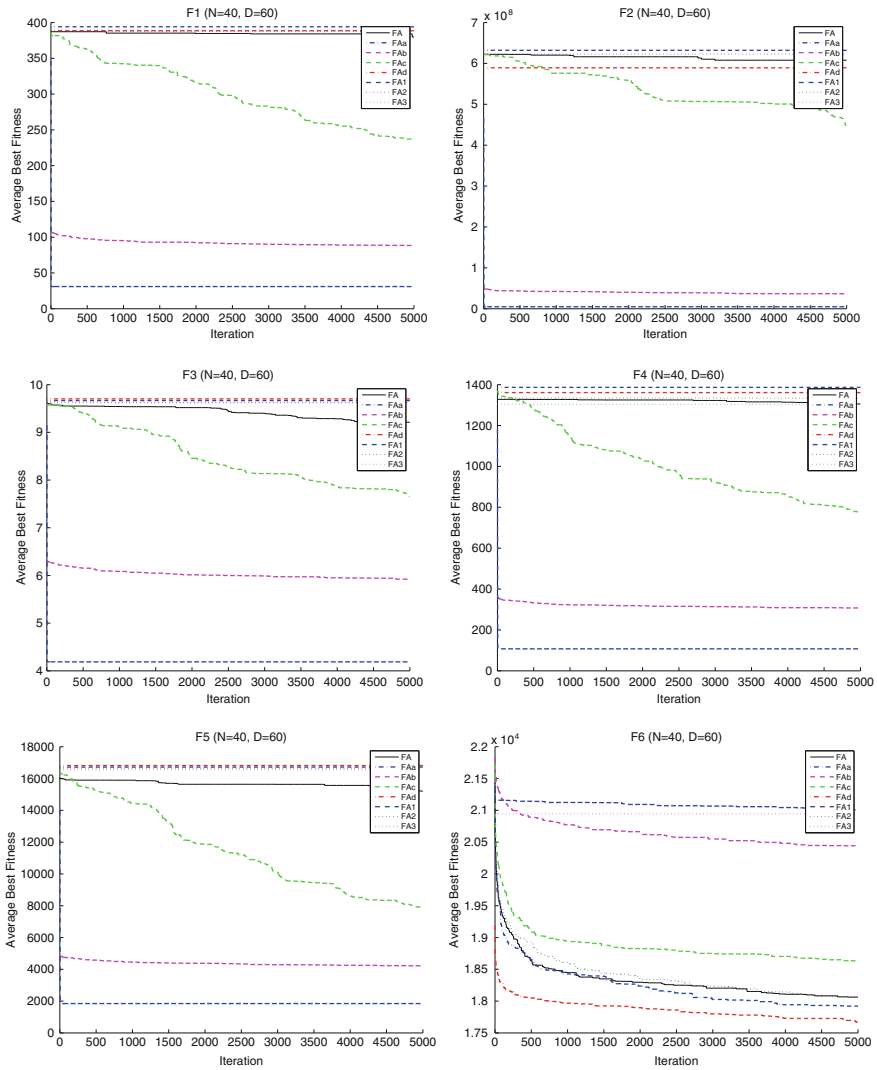 F1 (N=40, D=60)
400
350
300
250
200
150
100
50
0
0 500 1000 1500 2000 2500 3000 3500 4000 4500 5000
Iteration
Average Best Fitness
FA
FAa
FAb
FAc
FAd
FA1
FA2
FA3
F2 (N=40, D=60)
x 10^8
7
6
5
4
3
2
1
0
0 500 1000 1500 2000 2500 3000 3500 4000 4500 5000
Iteration
Average Best Fitness
FA
FAa
FAb
FAc
FAd
FA1
FA2
FA3
F3 (N=40, D=60)
10
9
8
7
6
5
4
0 500 1000 1500 2000 2500 3000 3500 4000 4500 5000
Iteration
Average Best Fitness
FA
FAa
FAb
FAc
FAd
FA1
FA2
FA3
F4 (N=40, D=60)
1400
1200
1000
800
600
400
200
0
0 500 1000 1500 2000 2500 3000 3500 4000 4500 5000
Iteration
Average Best Fitness
FA
FAa
FAb
FAc
FAd
FA1
FA2
FA3
F5 (N=40, D=60)
18000
16000
14000
12000
10000
8000
6000
4000
2000
0
0 500 1000 1500 2000 2500 3000 3500 4000 4500 5000
Iteration
Average Best Fitness
FA
FAa
FAb
FAc
FAd
FA1
FA2
FA3
F6 (N=40, D=60)
x 10^4
2.2
2.15
2.1
2.05
2
1.95
1.9
1.85
1.8
1.75
0 500 1000 1500 2000 2500 3000 3500 4000 4500 5000
Iteration
Average Best Fitness
FA
FAa
FAb
FAc
FAd
FA1
FA2
FA3